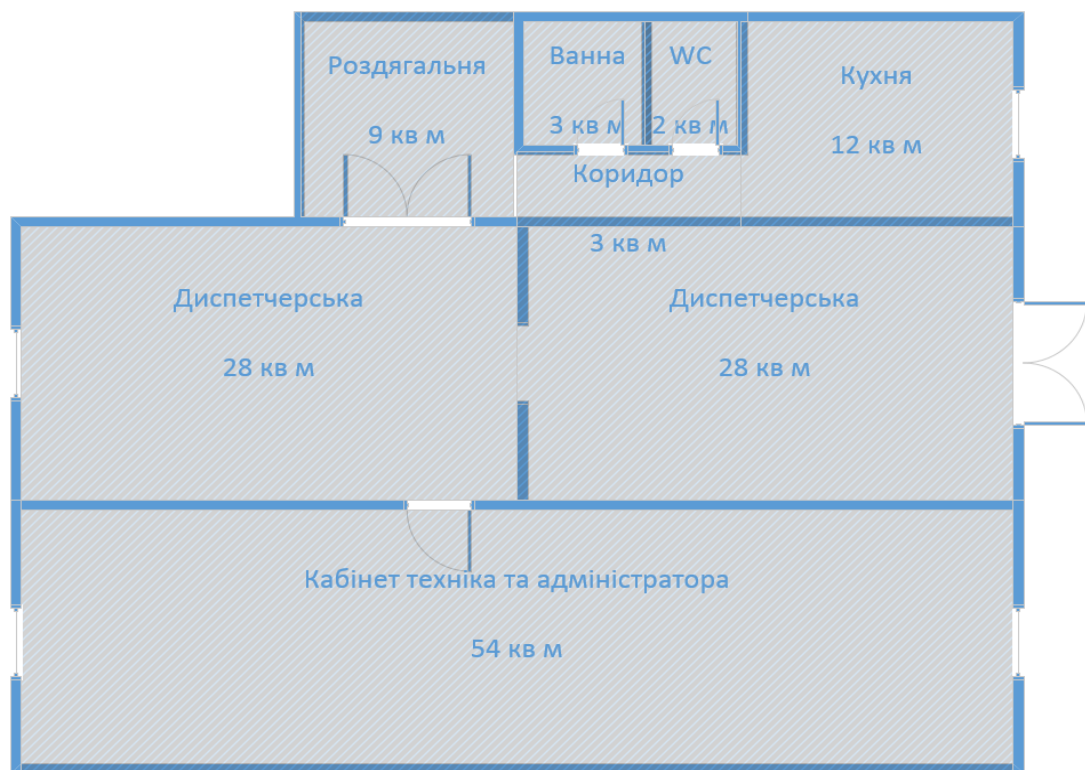 Роздягальня
9 кв м
Ванна
3 кв м
WC
2 кв м
Кухня
12 кв м
Коридор
3 кв м
Диспетчерська
28 кв м
Диспетчерська
28 кв м
Кабінет техніка та адміністратора
54 кв м